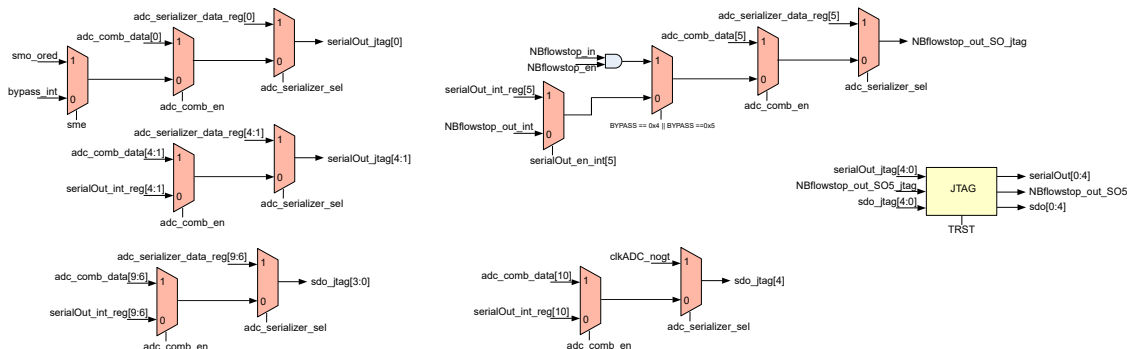 adc_serializer_data_reg[0]
1
adc_comb_data[0]
1
serialOut_jtag[0]
smo_ored
1
0
0
bypass_int
0
adc_serializer_sel
adc_comb_en
sme
adc_serializer_data_reg[4:1]
1
adc_comb_data[4:1]
1
serialOut_jtag[4:1]
0
serialOut_int_reg[4:1]
0
adc_serializer_sel
adc_comb_en
adc_serializer_data_reg[9:6]
1
adc_comb_data[9:6]
1
sdo_jtag[3:0]
0
serialOut_int_reg[9:6]
0
adc_serializer_sel
adc_comb_en
adc_serializer_data_reg[5]
1
adc_comb_data[5]
1
NBflowstop_out_SO_jtag
NBflowstop_in
NBflowstop_en
1
0
0
serialOut_int_reg[5]
1
0
adc_serializer_sel
adc_comb_en
NBflowstop_out_int
0
BYPASS == 0x4 || BYPASS ==0x5
serialOut_en_int[5]
serialOut_jtag[4:0]
NBflowstop_out_SO5_jtag
sdo_jtag[4:0]
JTAG
serialOut[0:4]
NBflowstop_out_SO5
sdo[0:4]
TRST
clkADC_nogt
1
adc_comb_data[10]
1
sdo_jtag[4]
0
serialOut_int_reg[10]
0
adc_serializer_sel
adc_comb_en